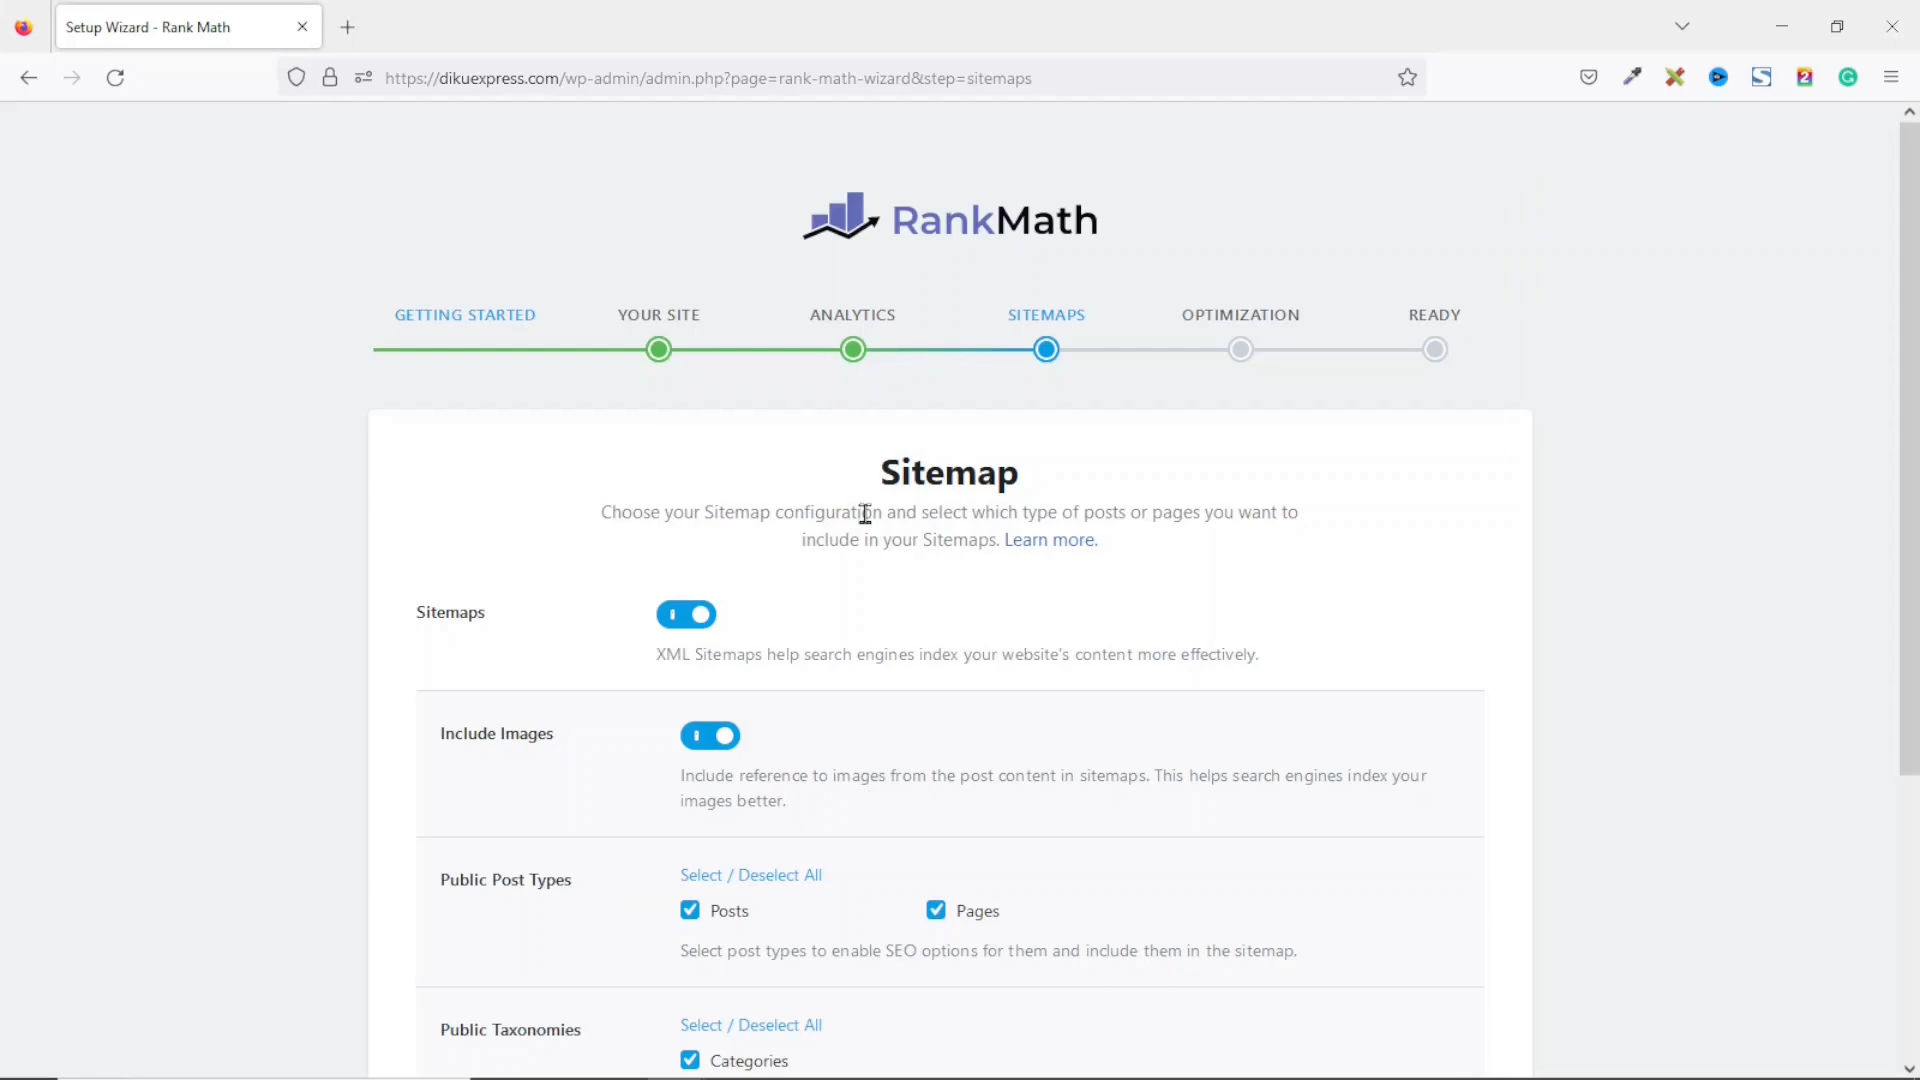 Setup Wizard - Rank Math
https://dikuexpress.com/wp-admin/admin.php?page=rank-math-wizard&step=sitemaps
RankMath
GETTING STARTED YOUR SITE ANALYTICS SITEMAPS OPTIMIZATION READY
Sitemap
Choose your Sitemap configuration and select which type of posts or pages you want to
include in your Sitemaps. Learn more.
Sitemaps
XML Sitemaps help search engines index your website's content more effectively.
Include Images
Include reference to images from the post content in sitemaps. This helps search engines index your
images better.
Public Post Types
Select / Deselect All
Posts Pages
Select post types to enable SEO options for them and include them in the sitemap.
Public Taxonomies
Select / Deselect All
Categories